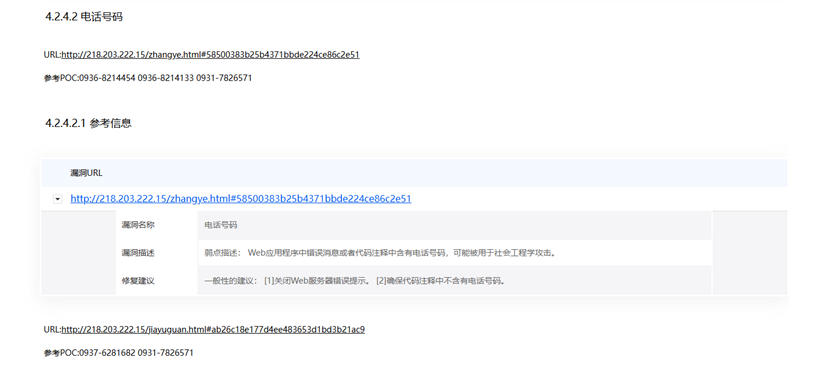 4.2.4.2 电话号码
URL:http://218.203.222.15/zhangye.html#58500383b25b4371bbde224ce86c2e51
参考POC:0936-8214454 0936-8214133 0931-7826571
4.2.4.2.1 参考信息
漏洞URL
http://218.203.222.15/zhangye.html#58500383b25b4371bbde224ce86c2e51
漏洞名称 电话号码
漏洞描述 弱点描述： Web应用程序中错误消息或者代码注释中含有电话号码，可能被用于社会工程学攻击。
修复建议 一般性的建议： [1]关闭Web服务器错误提示。 [2]确保代码注释中不含有电话号码。
URL:http://218.203.222.15/jiayuguan.html#ab26c18e177d4ee483653d1bd3b21ac9
参考POC:0937-6281682 0931-7826571